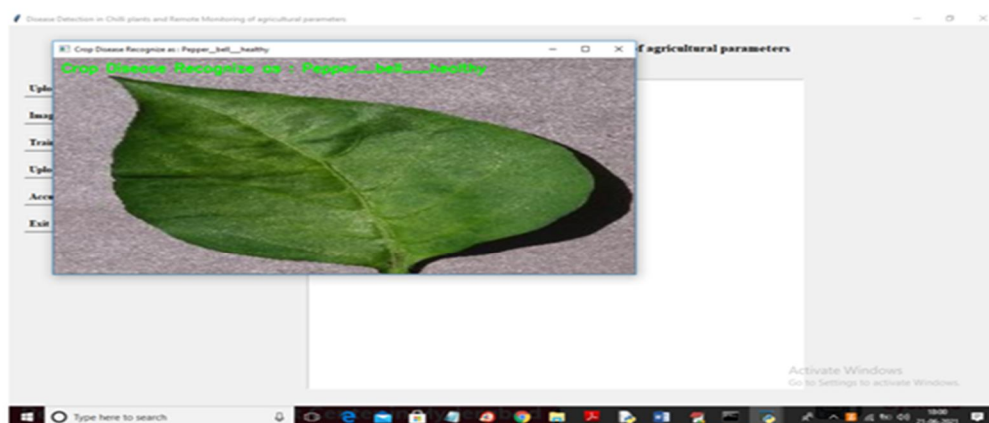 Disease Detection in Chilli plants and Remote Monitoring of agricultural parameters
Crop Disease Recognize as : Pepper__bell___healthy
f agricultural parameters
Crop Disease Recognize as : Pepper__bell___healthy
Uplo
Imag
Train
Uplo
Accu
Exit
Activate Windows
Go to Settings to activate Windows.
Type here to search